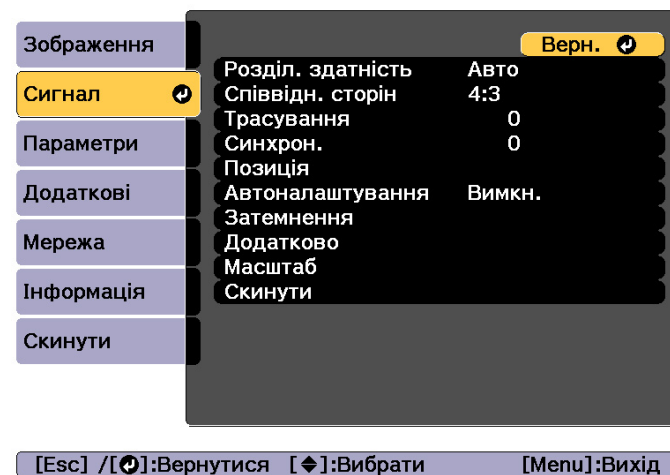 Зображення
Сигнал
Параметри
Додаткові
Мережа
Інформація
Скинути
Верн.
Розділ. здатність Авто
Співвідн. сторін 4:3
Трасування 0
Синхрон. 0
Позиція
Автоналаштування Вимкн.
Затемнення
Додатково
Масштаб
Скинути
[Esc] /[]:Вернутися []:Вибрати [Menu]:Вихід